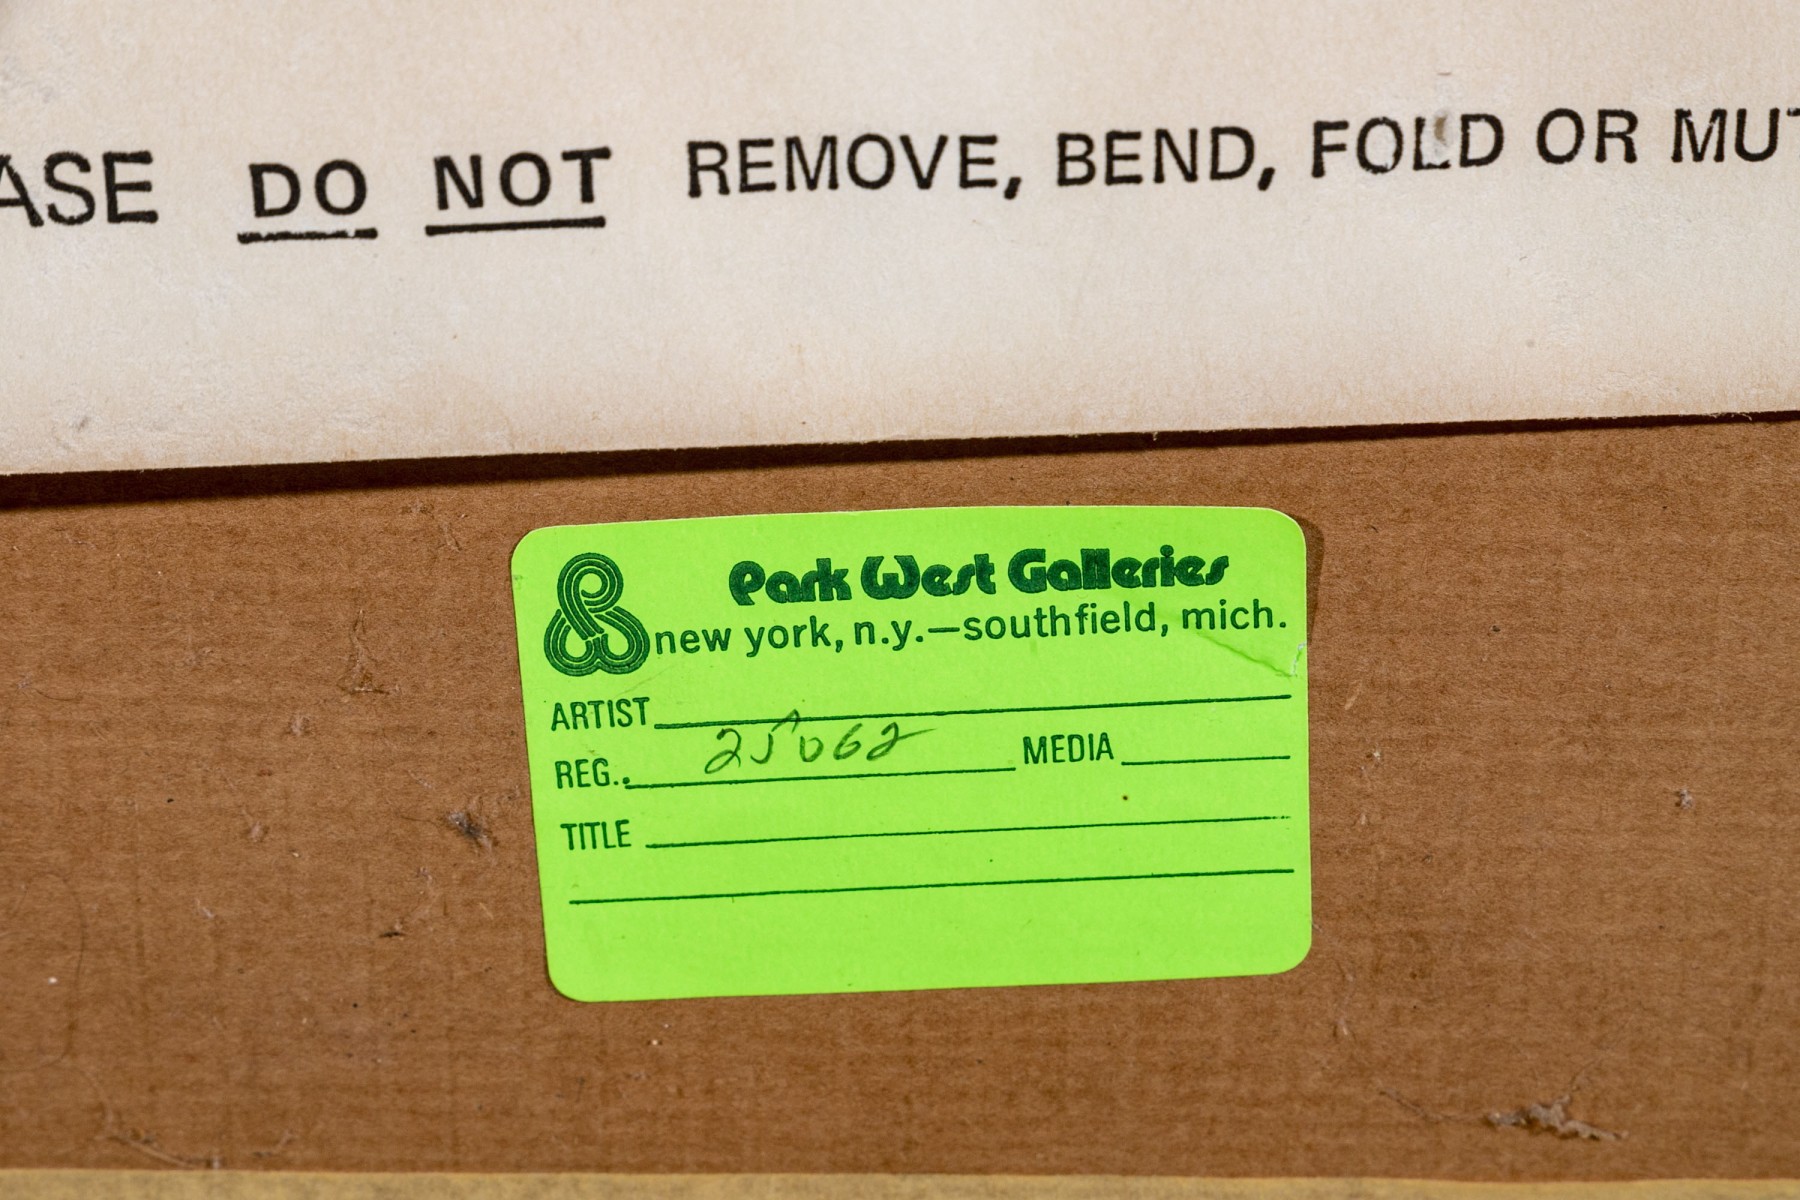 ASE DO NOT REMOVE, BEND, FOLD OR MUT
Park West Galleries
new york, n.y.—southfield, mich.
ARTIST
REG.. 25062 MEDIA
TITLE